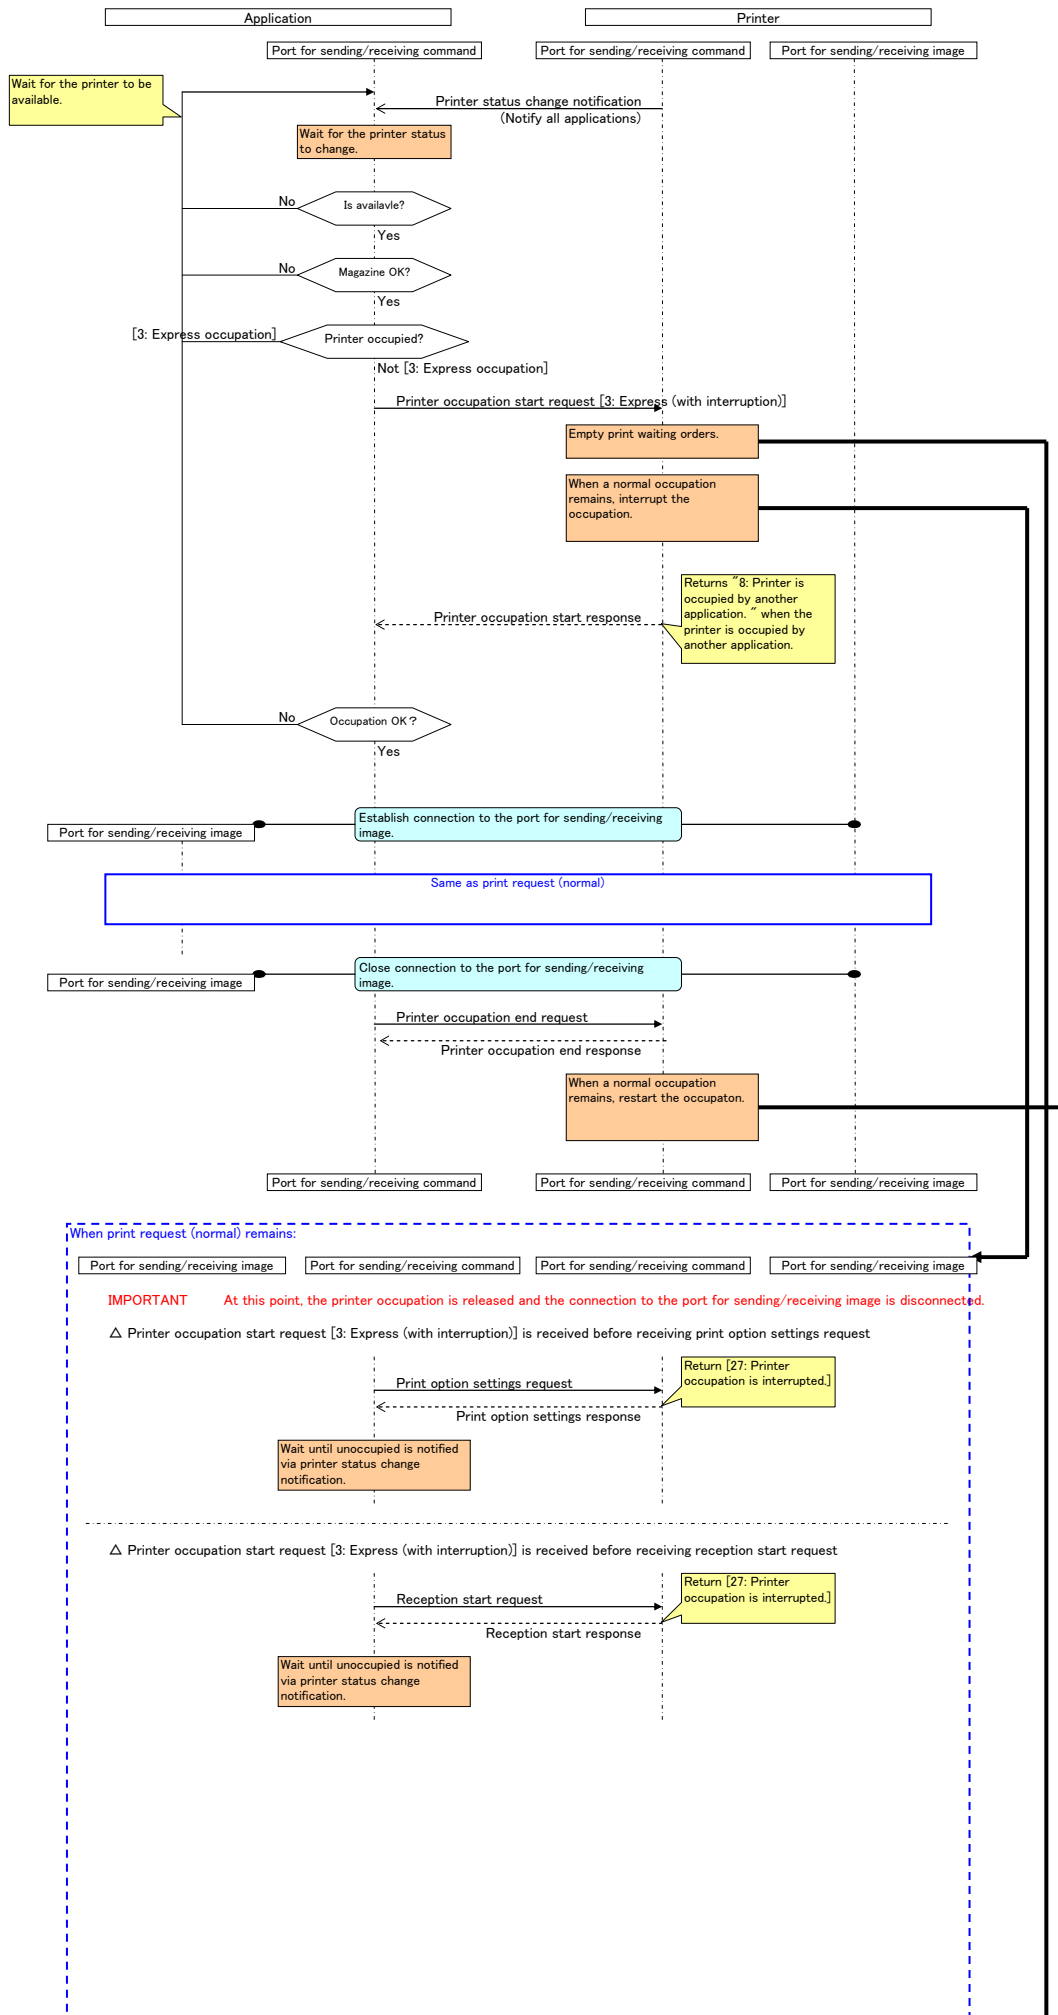 Application
Printer
Port for sending/receiving command
Port for sending/receiving command
Port for sending/receiving image
Wait for the printer to be
available.
Printer status change notification
(Notify all applications)
Wait for the printer status
to change.
No
Is availavle?
Yes
No
Magazine OK?
Yes
[3: Express occupation]
Printer occupied?
Not [3: Express occupation]
Printer occupation start request [3: Express (with interruption)]
Empty print waiting orders.
When a normal occupation
remains, interrupt the
occupation.
Returns "8: Printer is
occupied by another
application. " when the
printer is occupied by
another application.
Printer occupation start response
No
Occupation OK?
Yes
Establish connection to the port for sending/receiving
image.
Port for sending/receiving image
Same as print request (normal)
Close connection to the port for sending/receiving
image.
Port for sending/receiving image
Printer occupation end request
Printer occupation end response
When a normal occupation
remains, restart the occupaton.
Port for sending/receiving command
Port for sending/receiving command
Port for sending/receiving image
When print request (normal) remains:
Port for sending/receiving image
Port for sending/receiving command
Port for sending/receiving command
Port for sending/receiving image
IMPORTANT At this point, the printer occupation is released and the connection to the port for sending/receiving image is disconnected.
△ Printer occupation start request [3: Express (with interruption)] is received before receiving print option settings request
Return [27: Printer
occupation is interrupted.]
Print option settings request
Print option settings response
Wait until unoccupied is notified
via printer status change
notification.
△ Printer occupation start request [3: Express (with interruption)] is received before receiving reception start request
Return [27: Printer
occupation is interrupted.]
Reception start request
Reception start response
Wait until unoccupied is notified
via printer status change
notification.